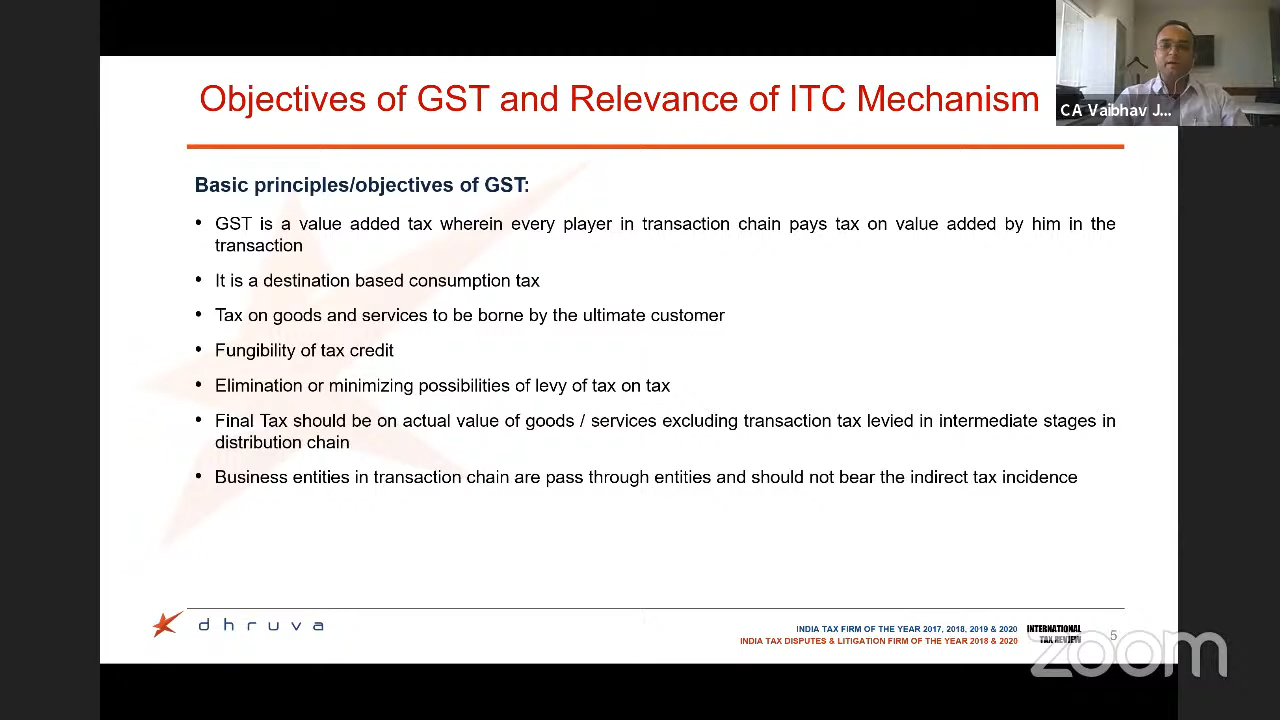 Objectives of GST and Relevance of ITC Mechanism
CA Vaibhav J...
Basic principles/objectives of GST:
• GST is a value added tax wherein every player in transaction chain pays tax on value added by him in the
transaction
• It is a destination based consumption tax
• Tax on goods and services to be borne by the ultimate customer
• Fungibility of tax credit
• Elimination or minimizing possibilities of levy of tax on tax
• Final Tax should be on actual value of goods / services excluding transaction tax levied in intermediate stages in
distribution chain
• Business entities in transaction chain are pass through entities and should not bear the indirect tax incidence
dhruva
INDIA TAX FIRM OF THE YEAR 2017, 2018, 2019 & 2020
INDIA TAX DISPUTES & LITIGATION FIRM OF THE YEAR 2018 & 2020
INTERNATIONAL
TAX REVIEW
5
zoom